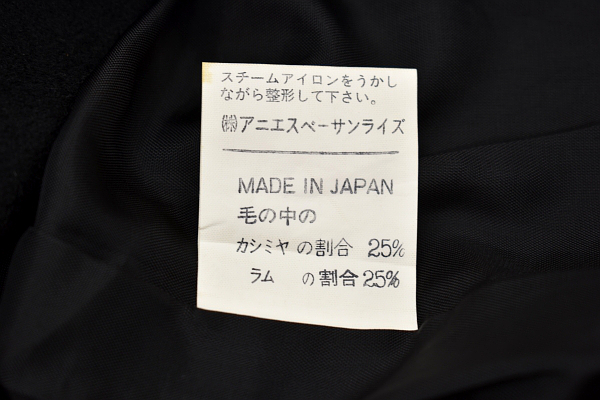 スチームアイロンをうかし
ながら整形して下さい。
㈱アニエスベーサンライズ
MADE IN JAPAN
毛の中の
カシミヤ の割合 25%
ラム の割合 25%